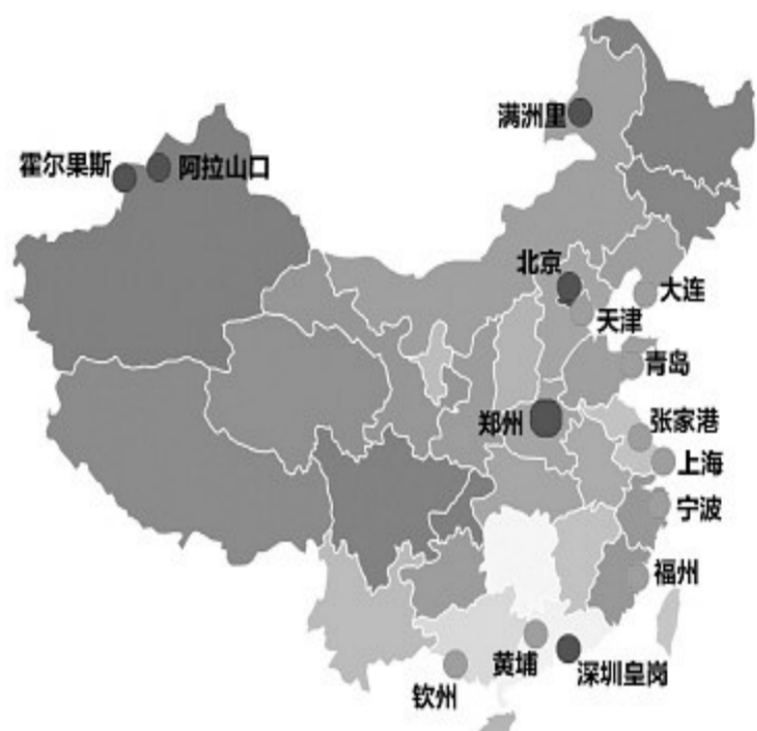 满洲里
霍尔果斯
阿拉山口
北京
大连
天津
青岛
郑州
张家港
上海
宁波
福州
黄埔
深圳皇岗
钦州